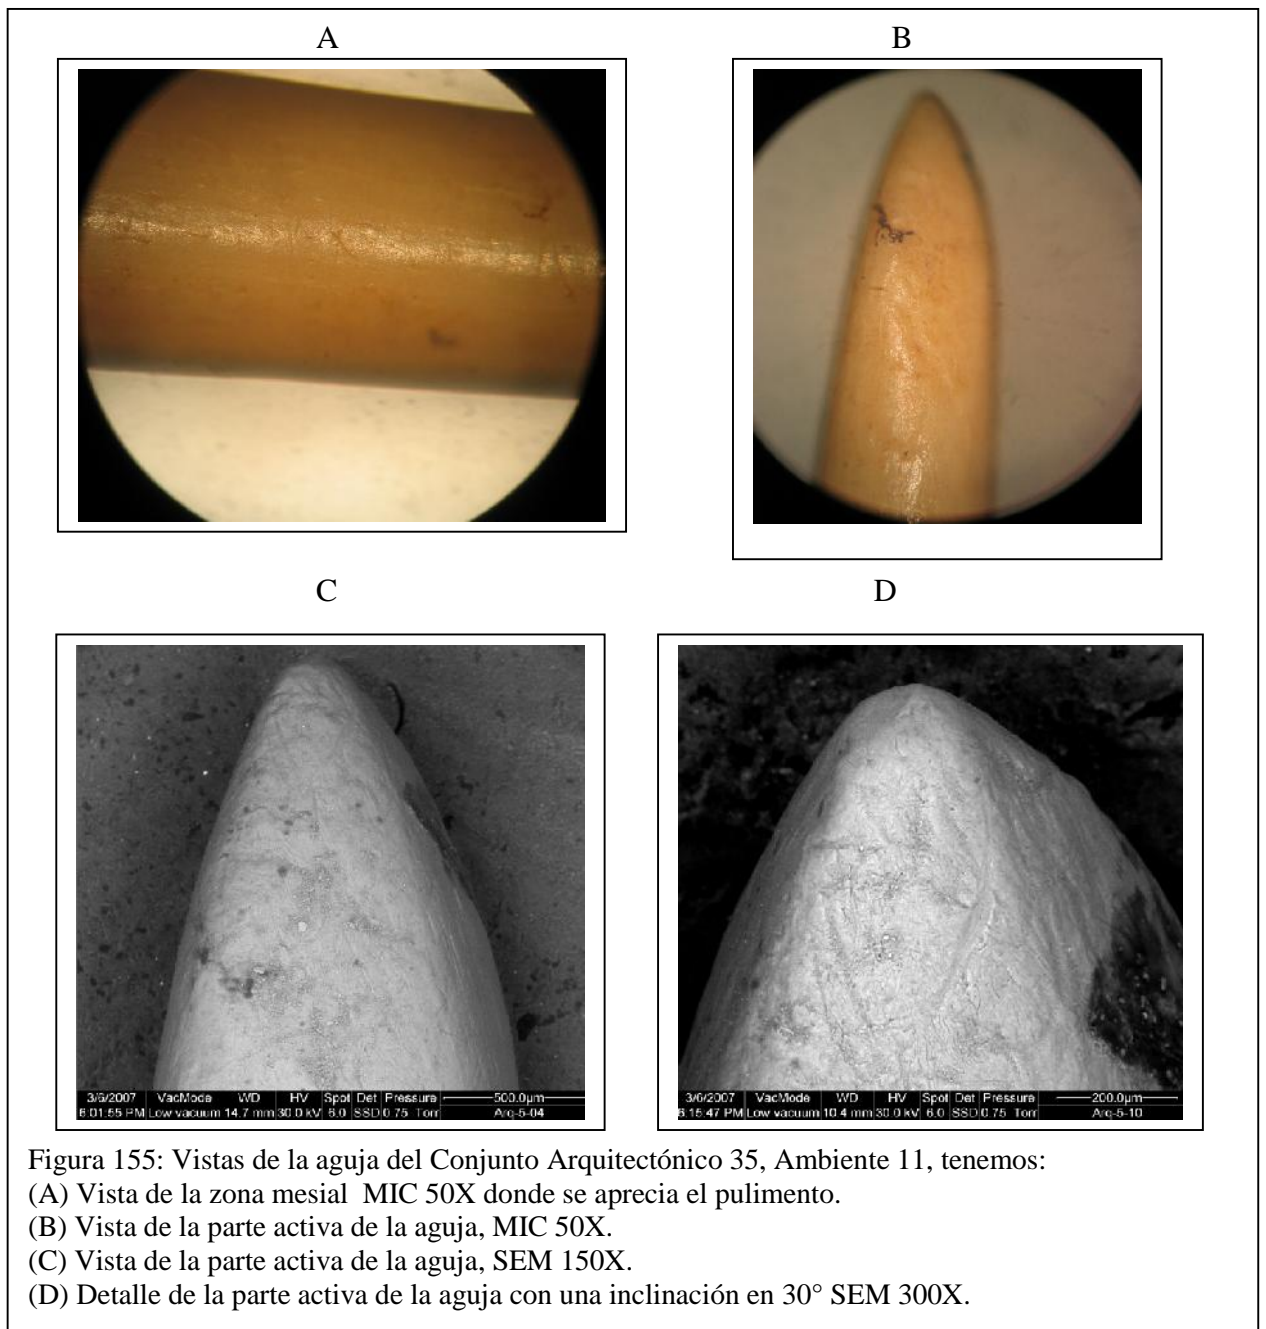 A
B
C
D
3/6/2007 VacMode WD HV Spot Det Pressure 500.0µm
6:01:55 PM Low vacuum 14.7 mm 30.0 kV 6.0 SSD 0.75 Torr Arq-5-04
3/6/2007 VacMode WD HV Spot Det Pressure 200.0µm
6:15:47 PM Low vacuum 10.4 mm 30.0 kV 6.0 SSD 0.75 Torr Arq-5-10
Figura 155: Vistas de la aguja del Conjunto Arquitectónico 35, Ambiente 11, tenemos:
(A) Vista de la zona mesial MIC 50X donde se aprecia el pulimento.
(B) Vista de la parte activa de la aguja, MIC 50X.
(C) Vista de la parte activa de la aguja, SEM 150X.
(D) Detalle de la parte activa de la aguja con una inclinación en 30° SEM 300X.